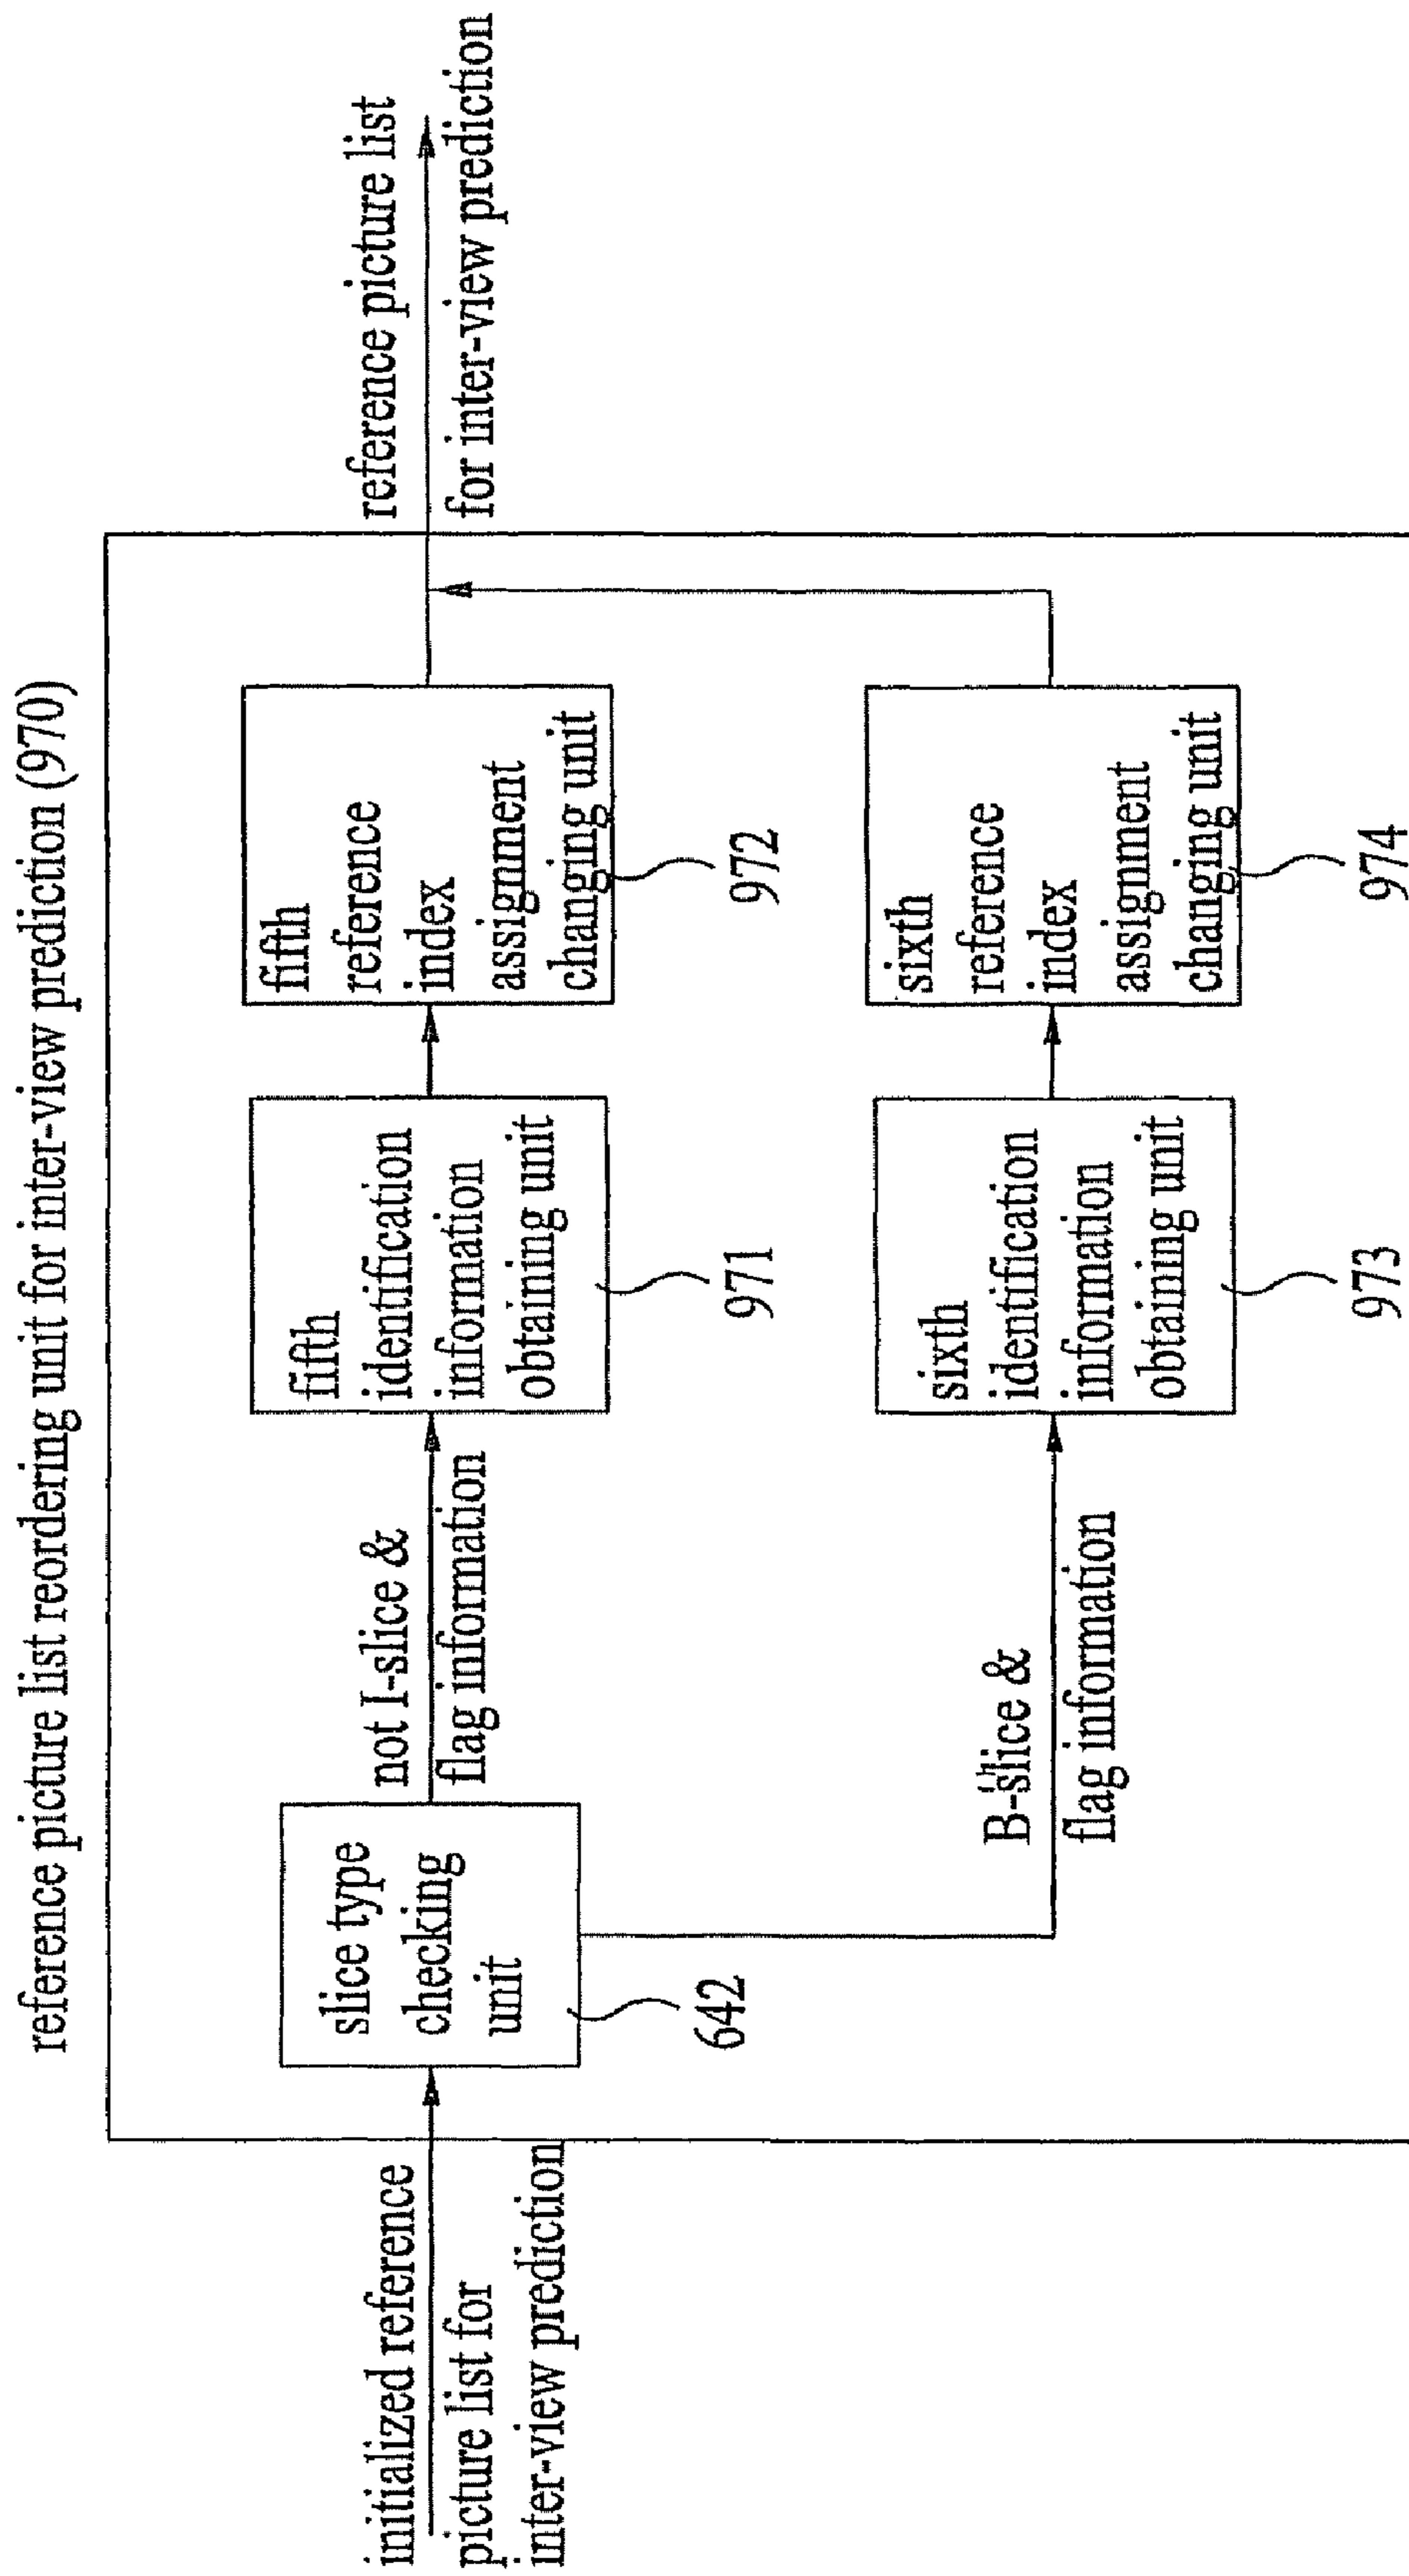 reference picture list reordering unit for inter-view prediction (970)
initialized reference
picture list for
inter-view prediction
slice type
checking
unit
642
not I-slice &
flag information
fifth
identification
information
obtaining unit
971
fifth
reference
index
assignment
changing unit
972
reference picture list
for inter-view prediction
B-slice &
flag information
sixth
identification
information
obtaining unit
973
sixth
reference
index
assignment
changing unit
974